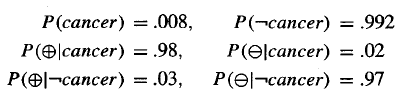 P(cancer) = .008, P(¬cancer) = .992
P(⊕|cancer) = .98, P(⊖|cancer) = .02
P(⊕|¬cancer) = .03, P(⊖|¬cancer) = .97